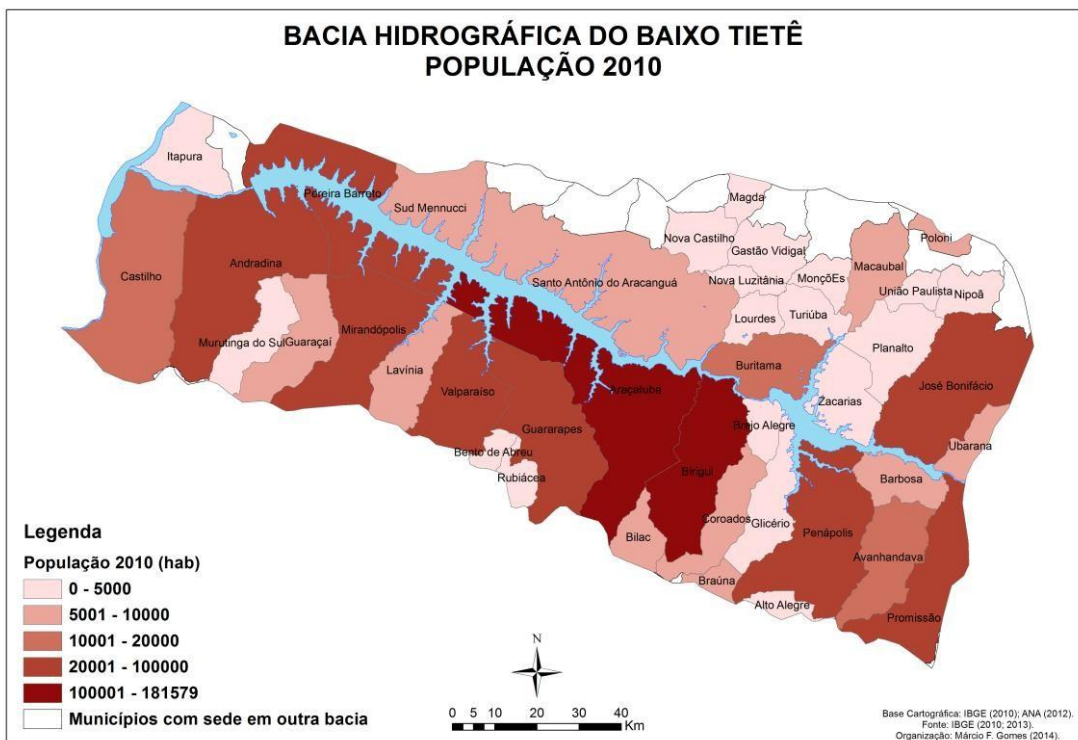 BACIA HIDROGRÁFICA DO BAIXO TIETÊ
POPULAÇÃO 2010
Itapura
Pereira Barreto
Sud Mennucci
Magda
Nova Castilho
Poloni
Gastão Vidigal
Macaubal
Castilho
Andradina
Santo Antônio do Aracanguá
Nova Luzitânia
MonçõEs
União Paulista
Nipoã
Lourdes
Turiúba
Mirandópolis
Murutinga do Sul
Guaraçaí
Planalto
Lavínia
Buritama
Valparaíso
Araçatuba
Zacarias
José Bonifácio
Guararapes
Brejo Alegre
Bento de Abreu
Birigui
Ubarana
Rubiácea
Barbosa
Coroados
Glicério
Penápolis
Bilac
Avanhandava
Braúna
Alto Alegre
Promissão
Legenda
População 2010 (hab)
0 - 5000
5001 - 10000
10001 - 20000
20001 - 100000
100001 - 181579
Municípios com sede em outra bacia
N
0 5 10 20 30 40
Km
Base Cartográfica: IBGE (2010); ANA (2012).
Fonte: IBGE (2010; 2013).
Organização: Márcio F. Gomes (2014).